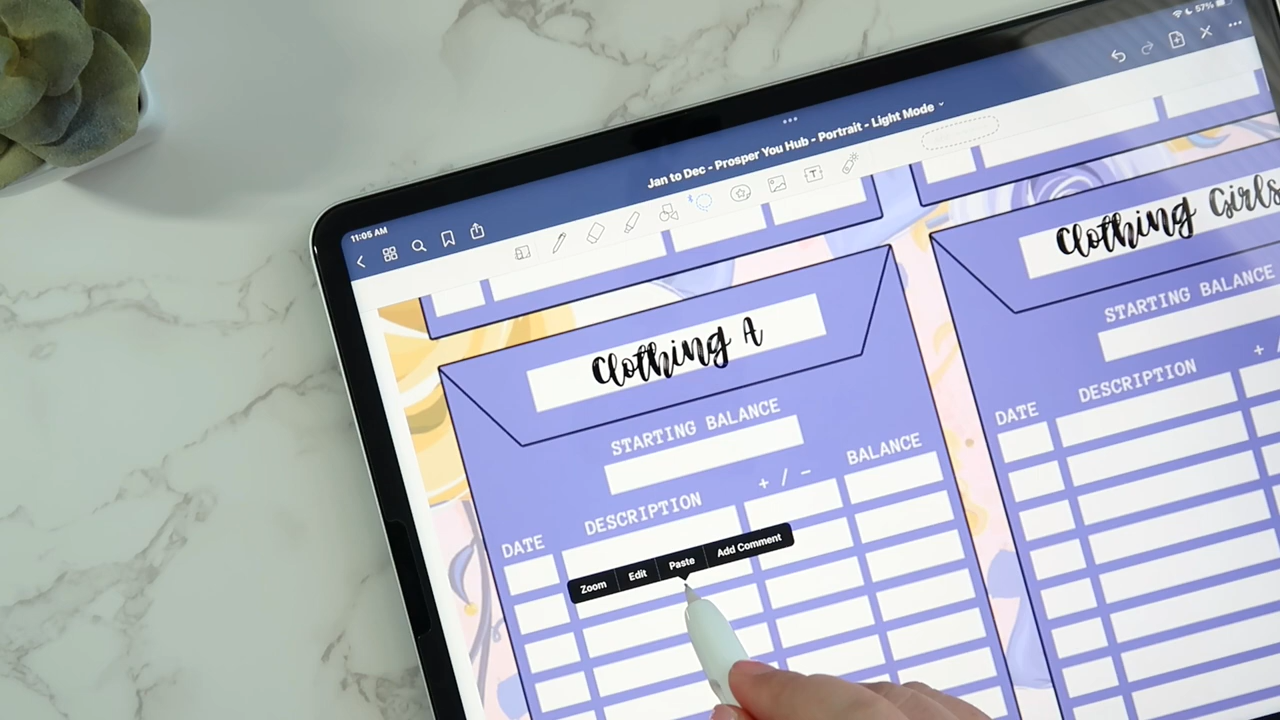 57%
11:05 AM
Jan to Dec - Prosper You Hub - Portrait - Light Mode
T
Clothing A
STARTING BALANCE
DATE
DESCRIPTION
+ / -
BALANCE
Zoom
Edit
Paste
Add Comment
Clothing Girls
STARTING BALANCE
DATE
DESCRIPTION
+ /